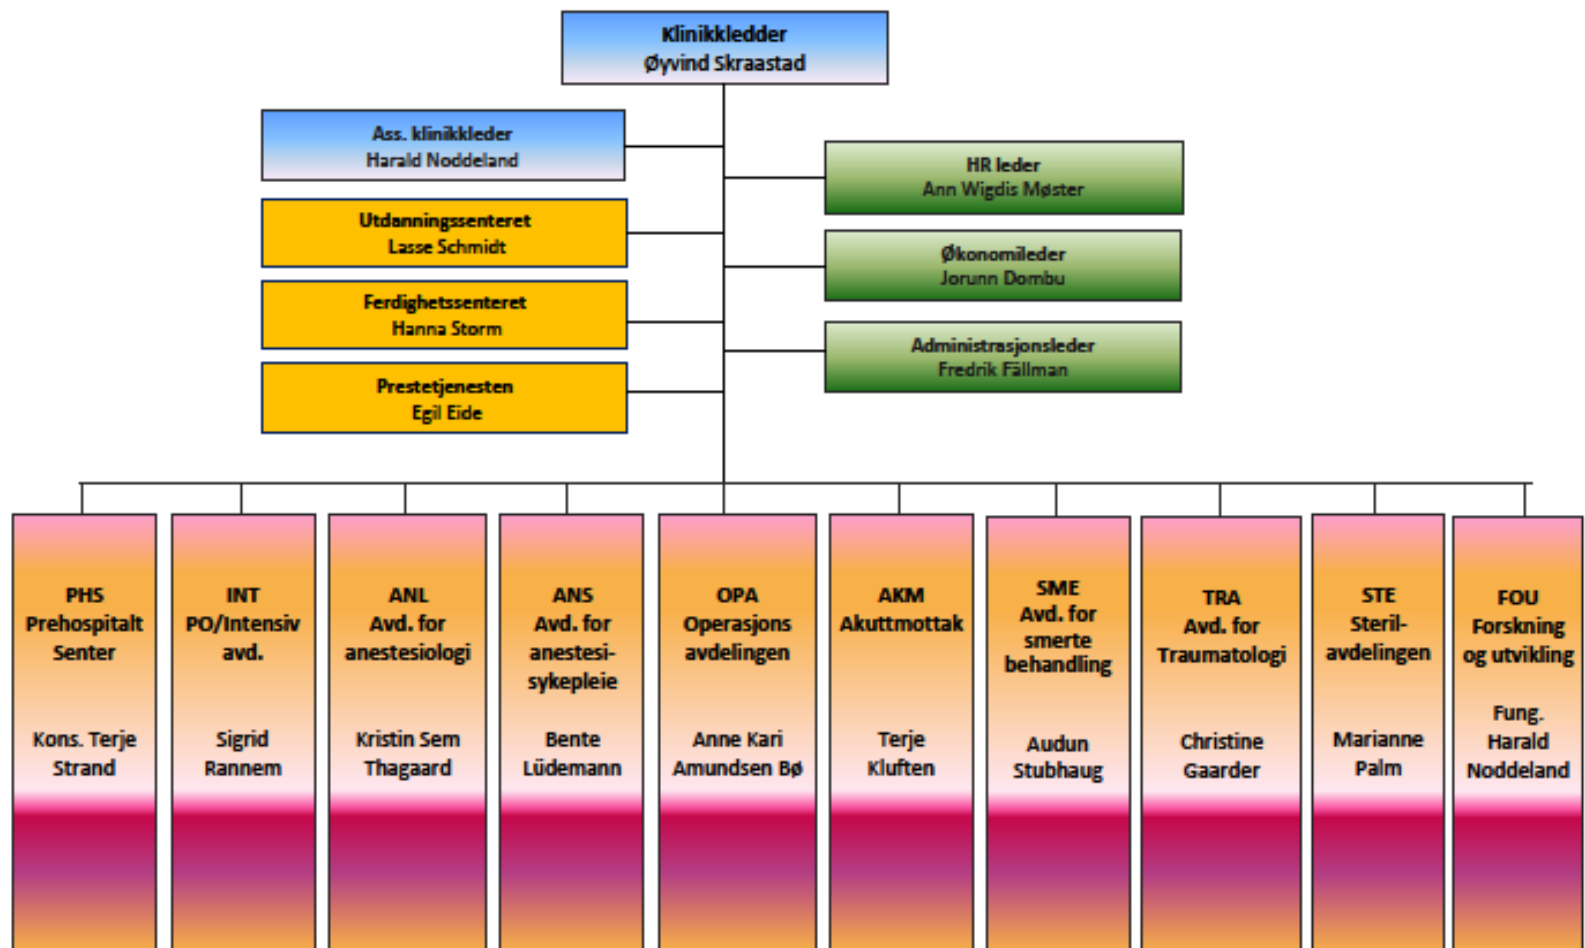 Klinikkledder
Øyvind Skraastad
Ass. klinikkleder
Harald Noddeland
HR leder
Ann Wigdis Møster
Utdanningssenteret
Lasse Schmidt
Økonomileder
Jorunn Dombu
Ferdighetssenteret
Hanna Storm
Administrasjonsleder
Fredrik Fällman
Prestetjenesten
Egil Eide
PHS
Prehospitalt
Senter
Kons. Terje
Strand
INT
PO/Intensiv
avd.
Sigrid
Rannem
ANL
Avd. for
anestesiologi
Kristin Sem
Thagaard
ANS
Avd. for
anestesi-
sykepleie
Bente
Lüdemann
OPA
Operasjons
avdelingen
Anne Kari
Amundsen Bø
AKM
Akuttmottak
Terje
Kluften
SME
Avd. for
smerte
behandling
Audun
Stubhaug
TRA
Avd. for
Traumatologi
Christine
Gaarder
STE
Steril-
avdelingen
Marianne
Palm
FOU
Forskning
og utvikling
Fung.
Harald
Noddeland